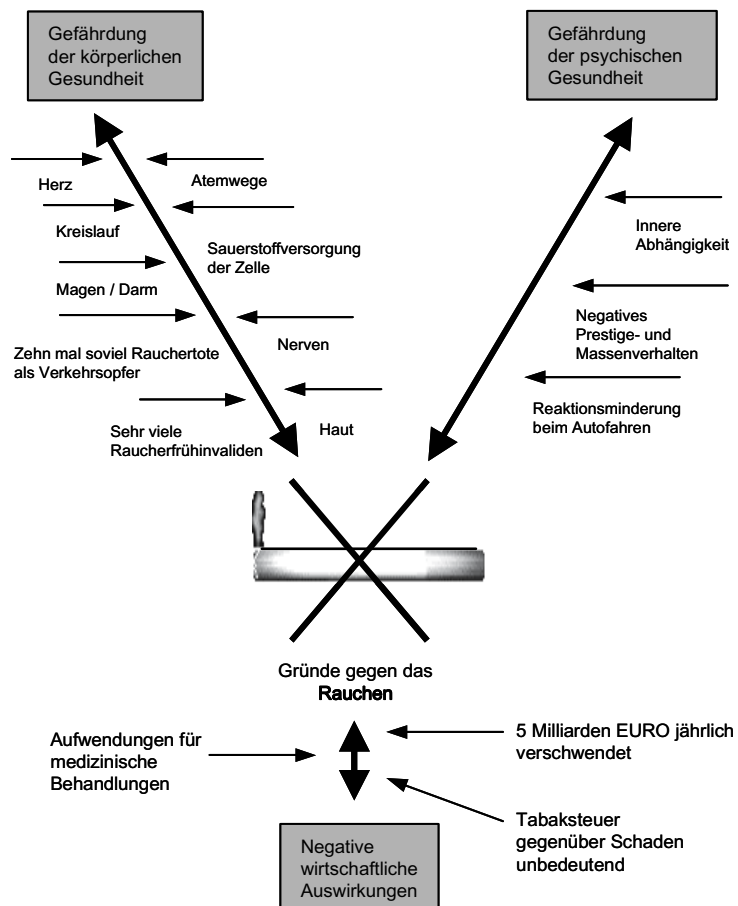 Gefährdung
der körperlichen
Gesundheit
Gefährdung
der psychischen
Gesundheit
Herz
Atemwege
Kreislauf
Sauerstoffversorgung
der Zelle
Magen / Darm
Nerven
Zehn mal soviel Rauchertote
als Verkehrsopfer
Haut
Sehr viele
Raucherfrühinvaliden
Innere
Abhängigkeit
Negatives
Prestige- und
Massenverhalten
Reaktionsminderung
beim Autofahren
Gründe gegen das
Rauchen
Aufwendungen für
medizinische
Behandlungen
5 Milliarden EURO jährlich
verschwendet
Tabaksteuer
gegenüber Schaden
unbedeutend
Negative
wirtschaftliche
Auswirkungen